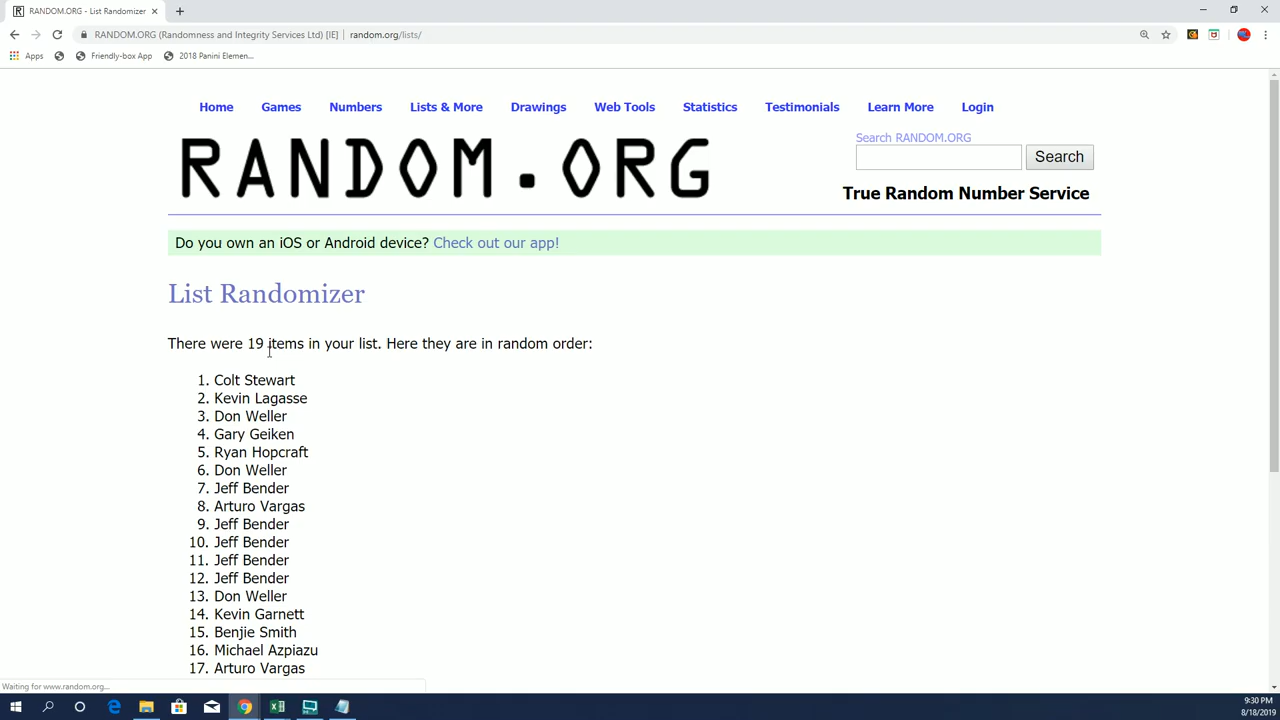 RANDOM.ORG - List Randomizer
RANDOM.ORG (Randomness and Integrity Services Ltd) [IE] | random.org/lists/
Apps Friendly-box App 2018 Panini Elemen...
Home Games Numbers Lists & More Drawings Web Tools Statistics Testimonials Learn More Login
RANDOM.ORG
Search RANDOM.ORG
Search
True Random Number Service
Do you own an iOS or Android device? Check out our app!
List Randomizer
There were 19 items in your list. Here they are in random order:
1. Colt Stewart
2. Kevin Lagasse
3. Don Weller
4. Gary Geiken
5. Ryan Hopcraft
6. Don Weller
7. Jeff Bender
8. Arturo Vargas
9. Jeff Bender
10. Jeff Bender
11. Jeff Bender
12. Jeff Bender
13. Don Weller
14. Kevin Garnett
15. Benjie Smith
16. Michael Azpiazu
17. Arturo Vargas
Waiting for www.random.org...
9:30 PM
8/18/2019